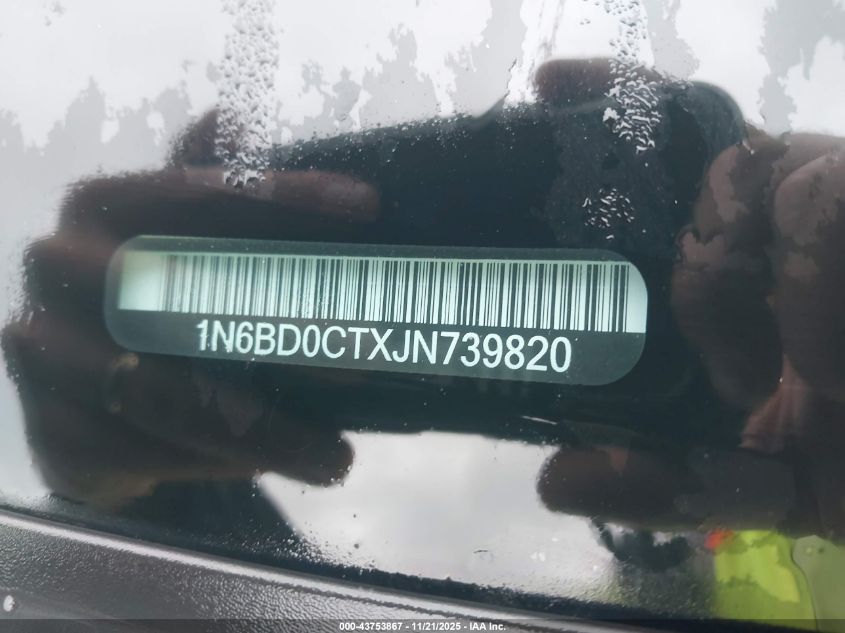 1N6BD0CTXJN739820
000-43753867 - 11/21/2025 - IAA Inc.